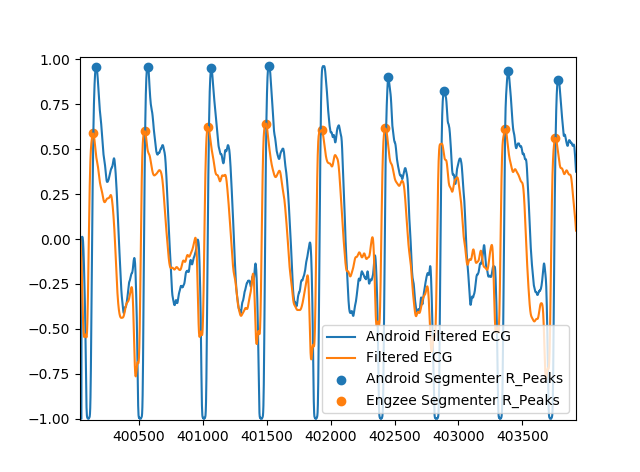 1.00
0.75
0.50
0.25
0.00
−0.25
−0.50
−0.75
−1.00
Android Filtered ECG
Filtered ECG
Android Segmenter R_Peaks
Engzee Segmenter R_Peaks
400500 401000 401500 402000 402500 403000 403500